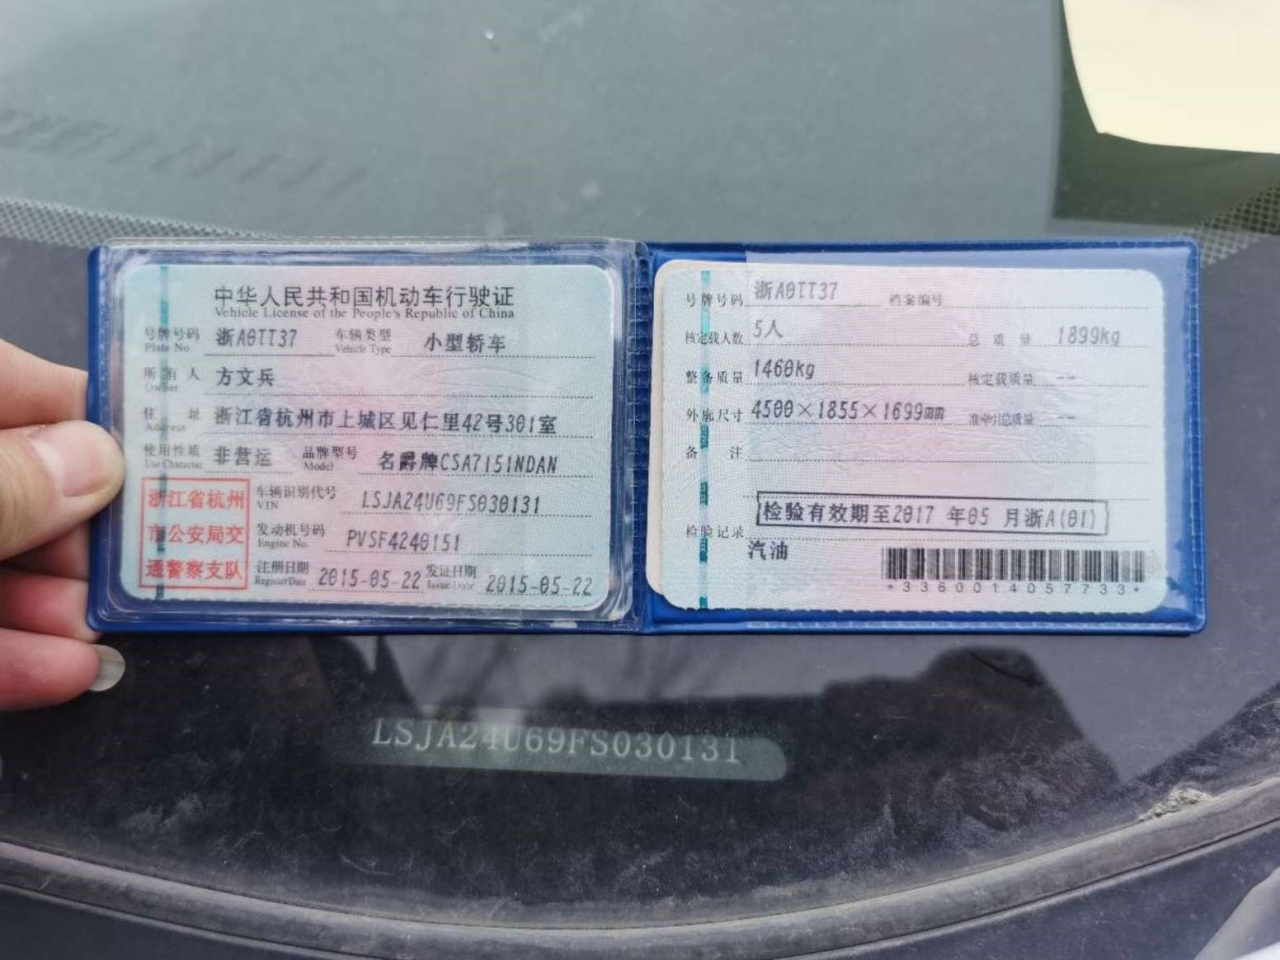 中华人民共和国机动车行驶证
Vehicle License of the People's Republic of China
号牌号码 浙A0TT37 车辆类型 小型轿车
Plate No. Vehicle Type
所有人 方文兵
Owner
住址 浙江省杭州市上城区见仁里42号301室
Address
使用性质 非营运 品牌型号 名爵牌CSA7151NDAN
Use Character Model
浙江省杭州
市公安局交
通警察支队
车辆识别代号 LSJA24U69FS030131
VIN
发动机号码 PVSF4240151
Engine No.
注册日期 2015-05-22 发证日期 2015-05-22
Register Date Issue Date
号牌号码 浙A0TT37 档案编号
核定载人数 5人 总质量 1899kg
整备质量 1460kg 核定载质量 --
外廓尺寸 4500×1855×1699mm 准牵引总质量 --
备注
检验有效期至2017 年05 月浙A(01)
检验记录
汽油
*3360014057733*
LSJA24U69FS030131